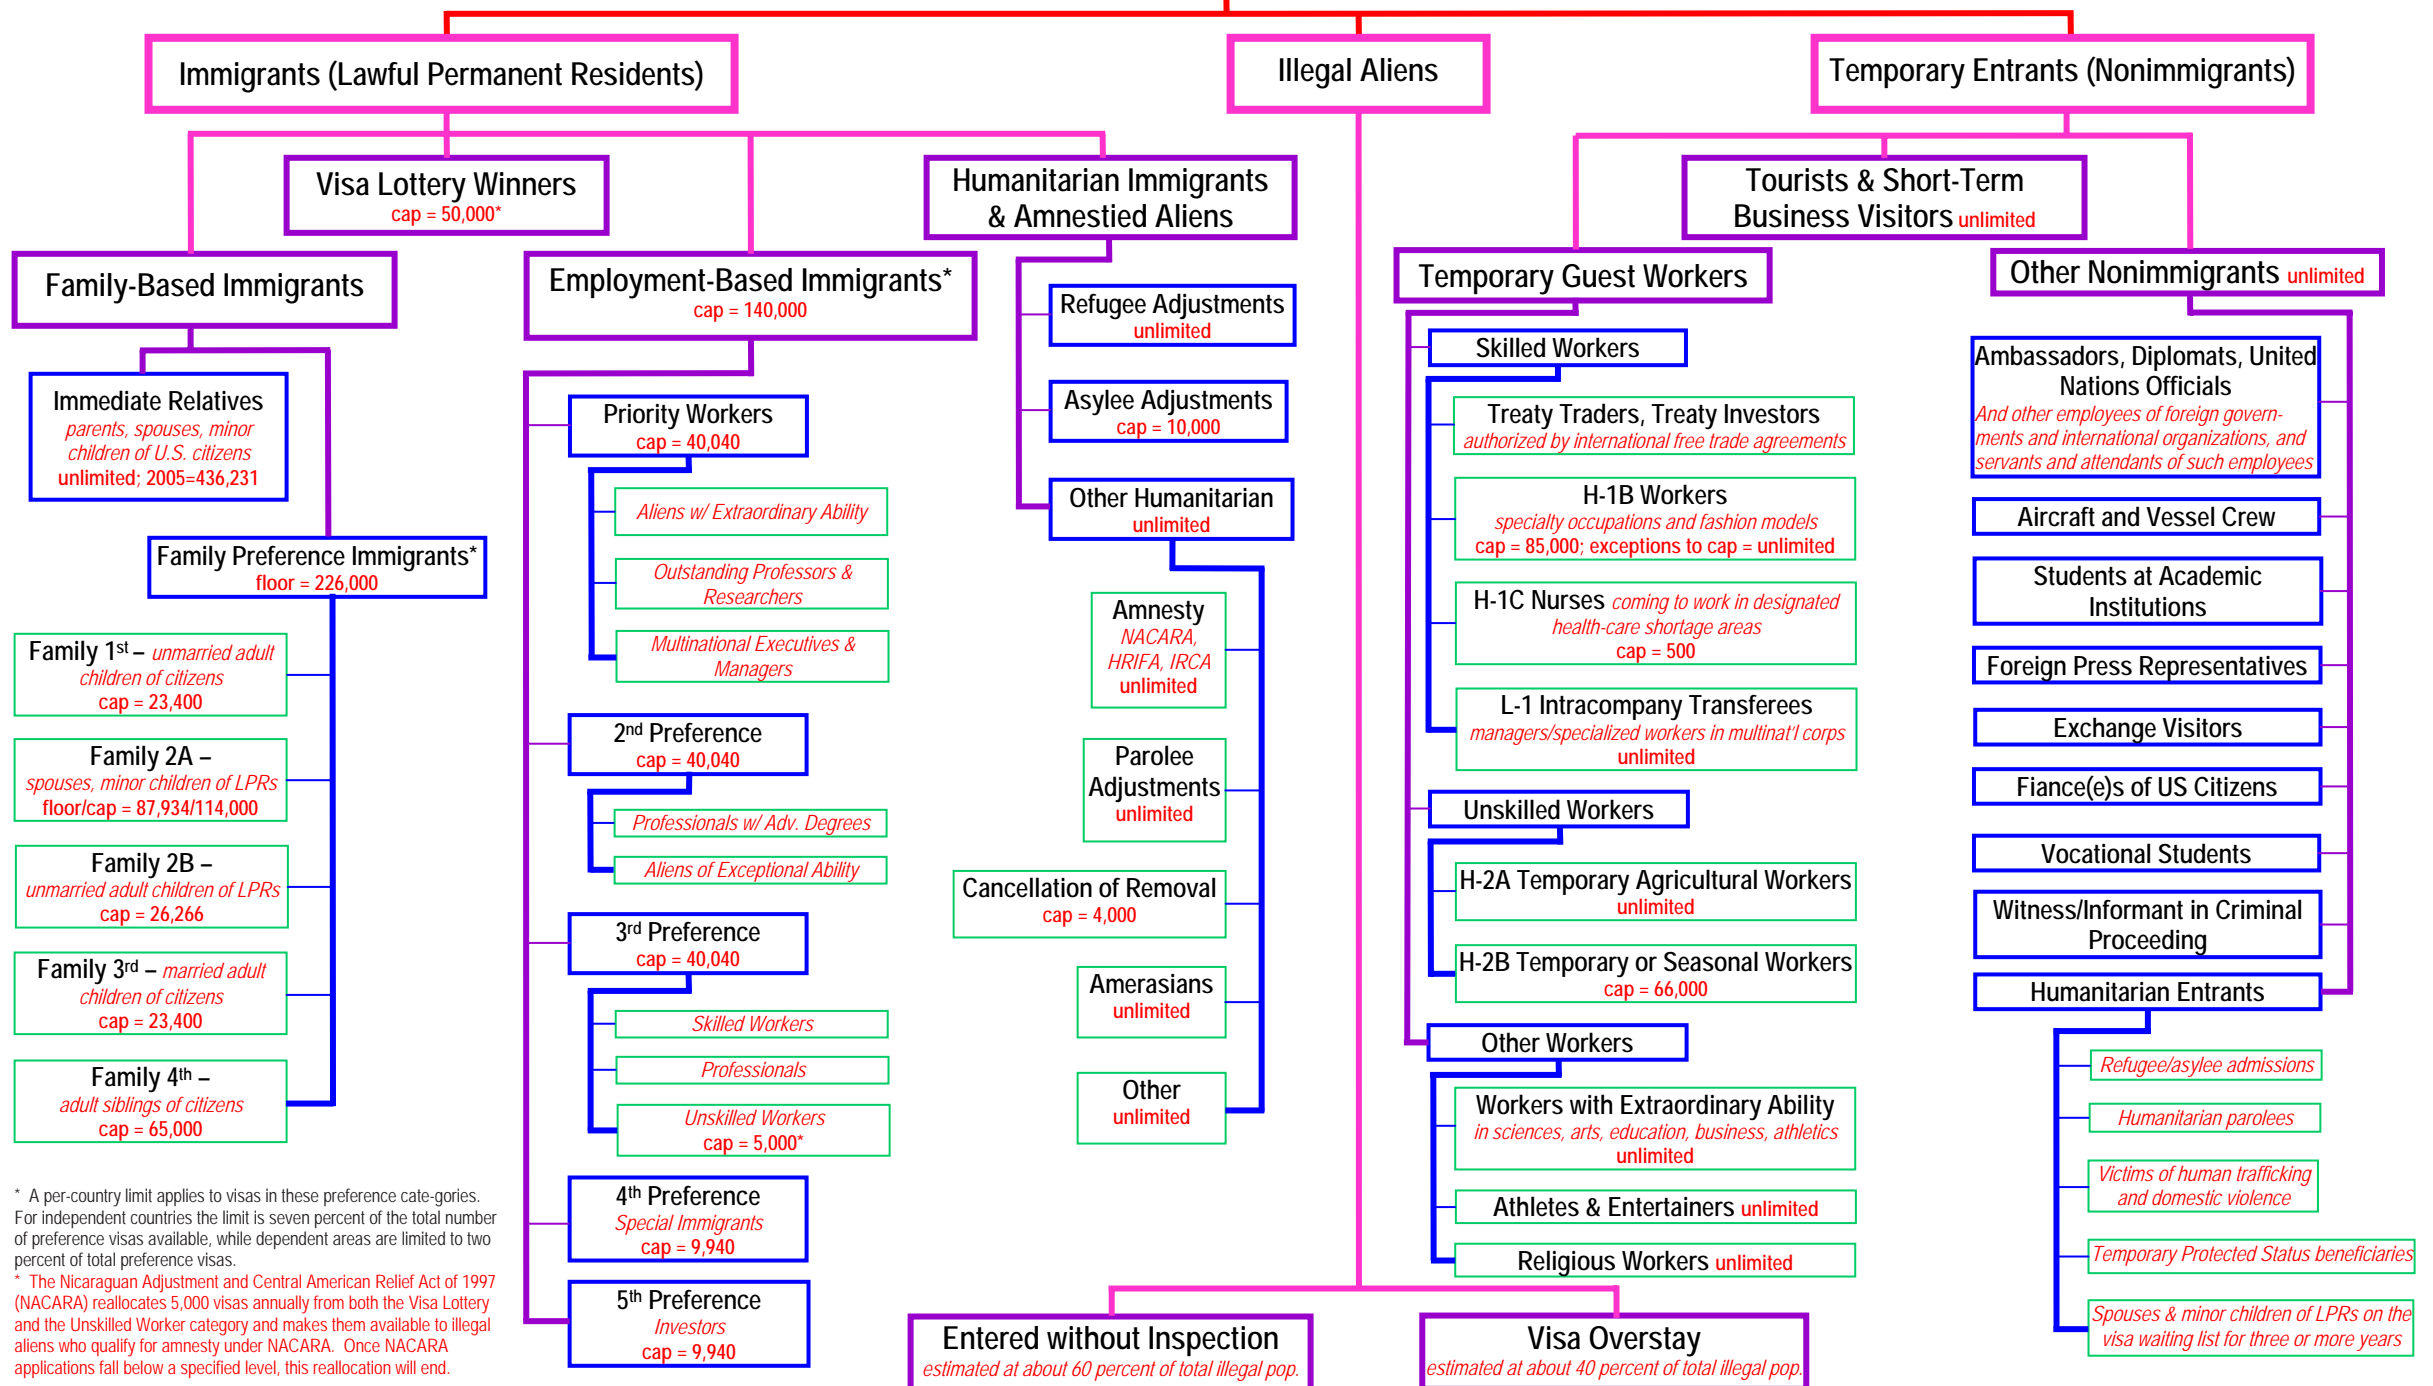 Immigrants (Lawful Permanent Residents)
Illegal Aliens
Temporary Entrants (Nonimmigrants)
Visa Lottery Winners
cap = 50,000*
Humanitarian Immigrants
& Amnestied Aliens
Tourists & Short-Term
Business Visitors unlimited
Family-Based Immigrants
Employment-Based Immigrants*
cap = 140,000
Temporary Guest Workers
Other Nonimmigrants unlimited
Immediate Relatives
parents, spouses, minor
children of U.S. citizens
unlimited; 2005=436,231
Family Preference Immigrants*
floor = 226,000
Family 1st – unmarried adult
children of citizens
cap = 23,400
Family 2A –
spouses, minor children of LPRs
floor/cap = 87,934/114,000
Family 2B –
unmarried adult children of LPRs
cap = 26,266
Family 3rd – married adult
children of citizens
cap = 23,400
Family 4th –
adult siblings of citizens
cap = 65,000
* A per-country limit applies to visas in these preference cate-gories.
For independent countries the limit is seven percent of the total number
of preference visas available, while dependent areas are limited to two
percent of total preference visas.
* The Nicaraguan Adjustment and Central American Relief Act of 1997
(NACARA) reallocates 5,000 visas annually from both the Visa Lottery
and the Unskilled Worker category and makes them available to illegal
aliens who qualify for amnesty under NACARA. Once NACARA
applications fall below a specified level, this reallocation will end.
Priority Workers
cap = 40,040
Aliens w/ Extraordinary Ability
Outstanding Professors &
Researchers
Multinational Executives &
Managers
2nd Preference
cap = 40,040
Professionals w/ Adv. Degrees
Aliens of Exceptional Ability
3rd Preference
cap = 40,040
Skilled Workers
Professionals
Unskilled Workers
cap = 5,000*
4th Preference
Special Immigrants
cap = 9,940
5th Preference
Investors
cap = 9,940
Refugee Adjustments
unlimited
Asylee Adjustments
cap = 10,000
Other Humanitarian
unlimited
Amnesty
NACARA,
HRIFA, IRCA
unlimited
Parolee
Adjustments
unlimited
Cancellation of Removal
cap = 4,000
Amerasians
unlimited
Other
unlimited
Entered without Inspection
estimated at about 60 percent of total illegal pop.
Visa Overstay
estimated at about 40 percent of total illegal pop.
Skilled Workers
Treaty Traders, Treaty Investors
authorized by international free trade agreements
H-1B Workers
specialty occupations and fashion models
cap = 85,000; exceptions to cap = unlimited
H-1C Nurses coming to work in designated
health-care shortage areas
cap = 500
L-1 Intracompany Transferees
managers/specialized workers in multinat'l corps
unlimited
Unskilled Workers
H-2A Temporary Agricultural Workers
unlimited
H-2B Temporary or Seasonal Workers
cap = 66,000
Other Workers
Workers with Extraordinary Ability
in sciences, arts, education, business, athletics
unlimited
Athletes & Entertainers unlimited
Religious Workers unlimited
Ambassadors, Diplomats, United
Nations Officials
And other employees of foreign govern-
ments and international organizations, and
servants and attendants of such employees
Aircraft and Vessel Crew
Students at Academic
Institutions
Foreign Press Representatives
Exchange Visitors
Fiance(e)s of US Citizens
Vocational Students
Witness/Informant in Criminal
Proceeding
Humanitarian Entrants
Refugee/asylee admissions
Humanitarian parolees
Victims of human trafficking
and domestic violence
Temporary Protected Status beneficiaries
Spouses & minor children of LPRs on the
visa waiting list for three or more years